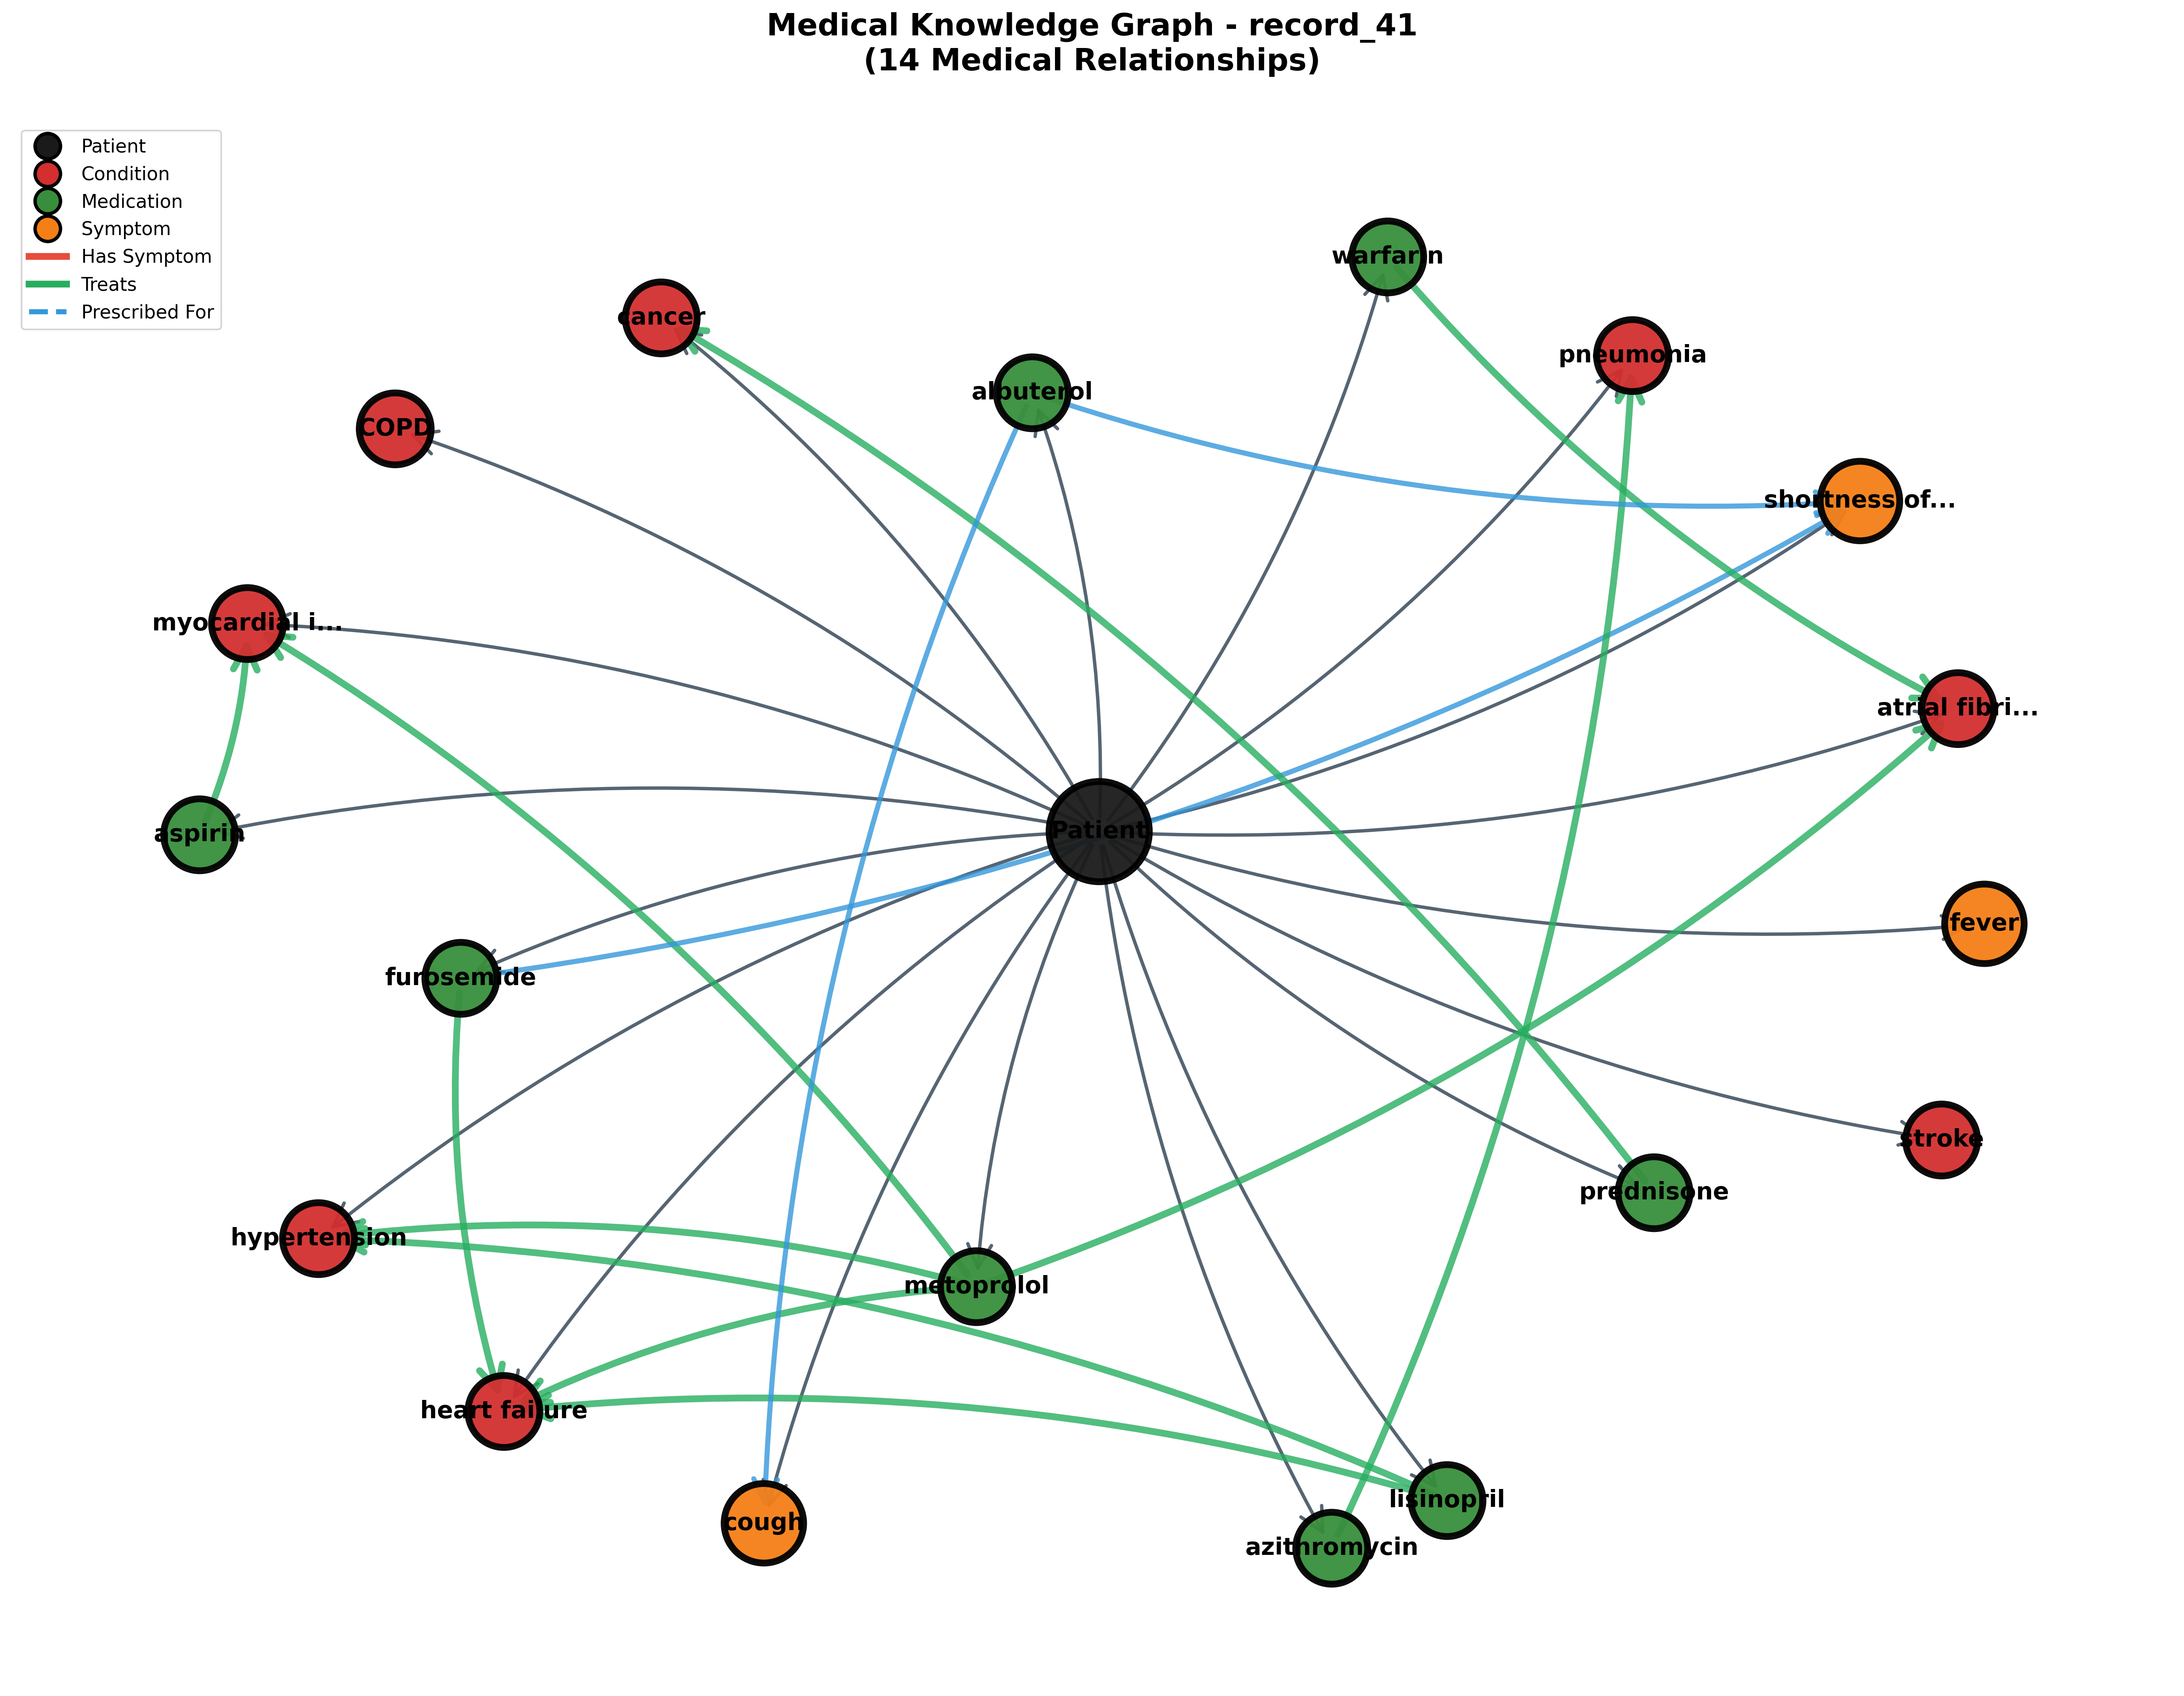 Medical Knowledge Graph - record_41
(14 Medical Relationships)
Patient
Condition
Medication
Symptom
Has Symptom
Treats
Prescribed For
warfarin
cancer
pneumonia
albuterol
COPD
shortness of...
myocardial i...
atrial fibri...
aspirin
Patient
fever
furosemide
stroke
prednisone
hypertension
metoprolol
heart failure
lisinopril
cough
azithromycin